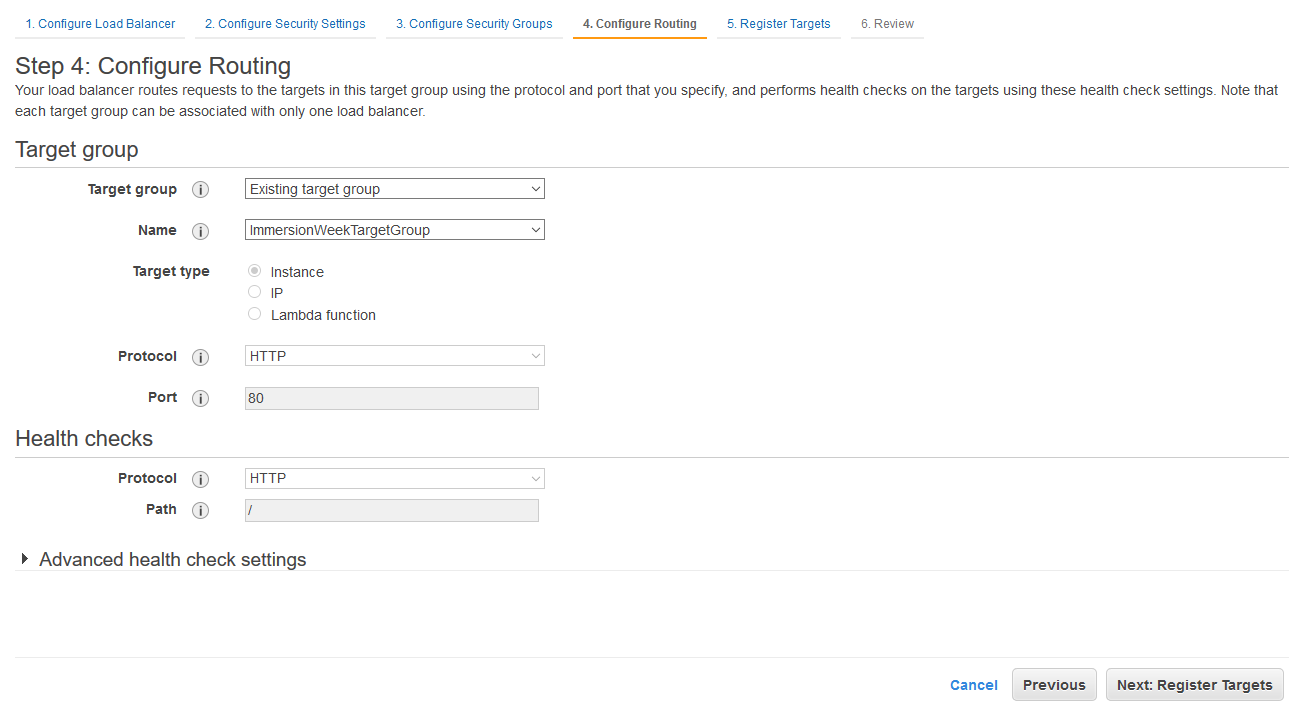 1. Configure Load Balancer 2. Configure Security Settings 3. Configure Security Groups 4. Configure Routing 5. Register Targets 6. Review
Step 4: Configure Routing
Your load balancer routes requests to the targets in this target group using the protocol and port that you specify, and performs health checks on the targets using these health check settings. Note that
each target group can be associated with only one load balancer.
Target group
Target group i Existing target group
Name i ImmersionWeekTargetGroup
Target type Instance
IP
Lambda function
Protocol i HTTP
Port i 80
Health checks
Protocol i HTTP
Path i /
Advanced health check settings
Cancel Previous Next: Register Targets